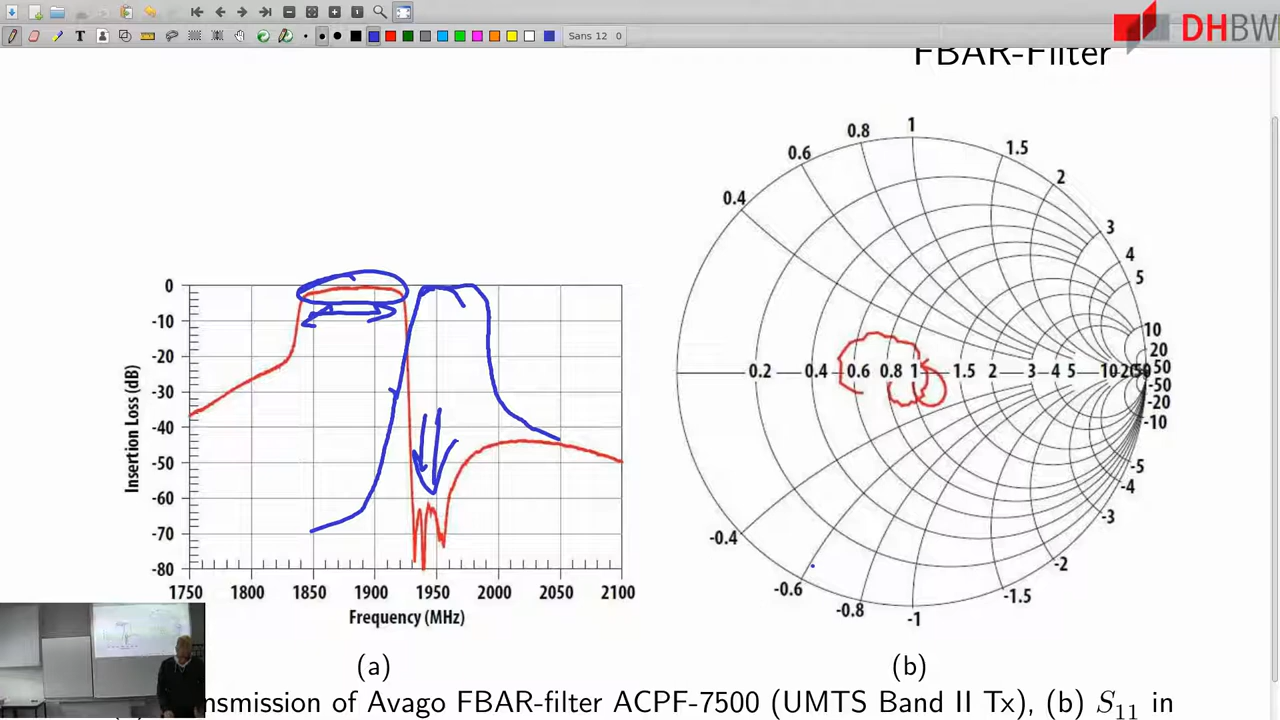 Sans 12
DHBW
FBAR-Filter
Insertion Loss (dB)
0
-10
-20
-30
-40
-50
-60
-70
-80
1750 1800 1850 1900 1950 2000 2050 2100
Frequency (MHz)
(a)
1
0.8 1.5
0.6 2
0.4 3
4
5
10
20
50
0.2 0.4 0.6 0.8 1 1.5 2 3 4 5 10 20 50
-50
-20
-10
-5
-4
-3
-0.4 -2
-0.6 -1.5
-0.8 -1
(b)
nsmission of Avago FBAR-filter ACPF-7500 (UMTS Band II Tx), (b) S11 in